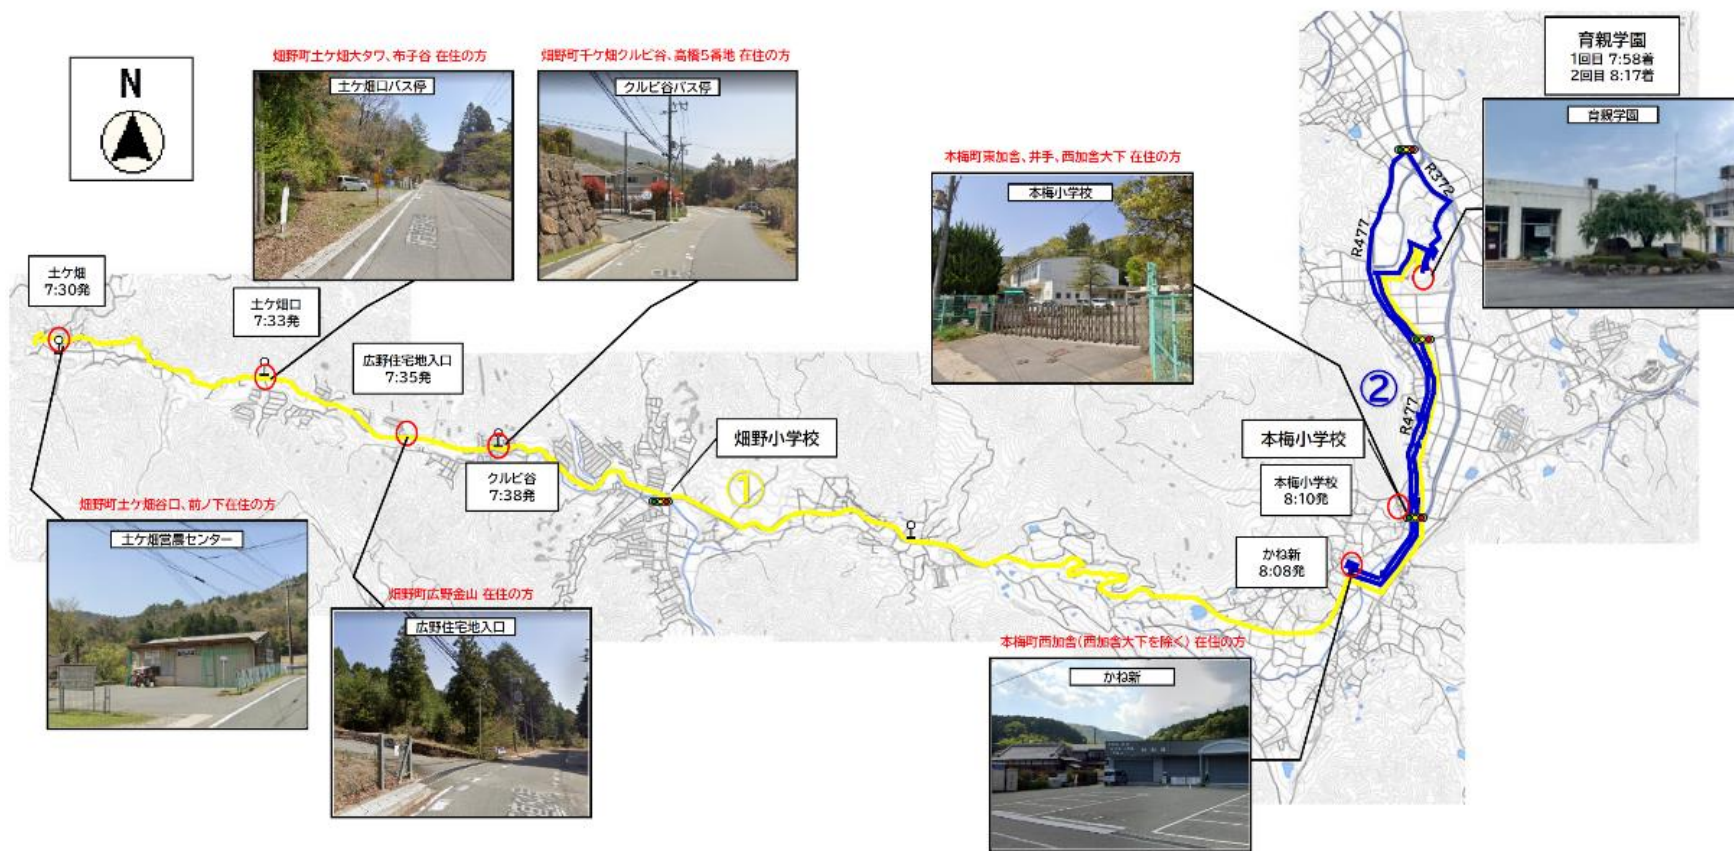 N
畑野町土ケ畑大タワ、布子谷 在住の方
土ケ畑口バス停
畑野町千ケ畑クルビ谷、高橋5番地 在住の方
クルビ谷バス停
育親学園
1回目 7:58着
2回目 8:17着
育親学園
本梅町東加舎、井手、西加舎大下 在住の方
本梅小学校
R372
R477
土ケ畑
7:30発
土ケ畑口
7:33発
広野住宅地入口
7:35発
クルビ谷
7:38発
畑野小学校
①
②
R477
本梅小学校
本梅小学校
8:10発
かね新
8:08発
畑野町土ケ畑谷口、前ノ下在住の方
土ケ畑営農センター
畑野町広野金山 在住の方
広野住宅地入口
本梅町西加舎(西加舎大下を除く) 在住の方
かね新